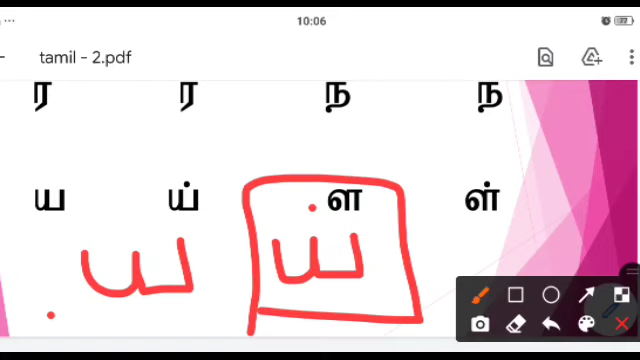 10:06
tamil - 2.pdf
ர ர ந ந
ய ய் ள ள்
ய ய்